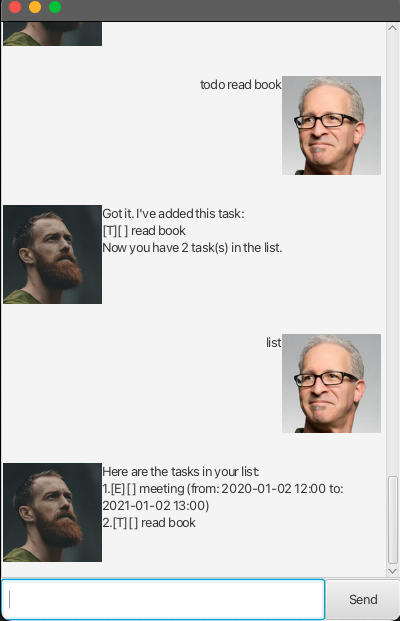 todo read book
Got it. I've added this task:
[T][ ] read book
Now you have 2 task(s) in the list.
list
Here are the tasks in your list:
1.[E][ ] meeting (from: 2020-01-02 12:00 to:
2021-01-02 13:00)
2.[T][ ] read book
Send